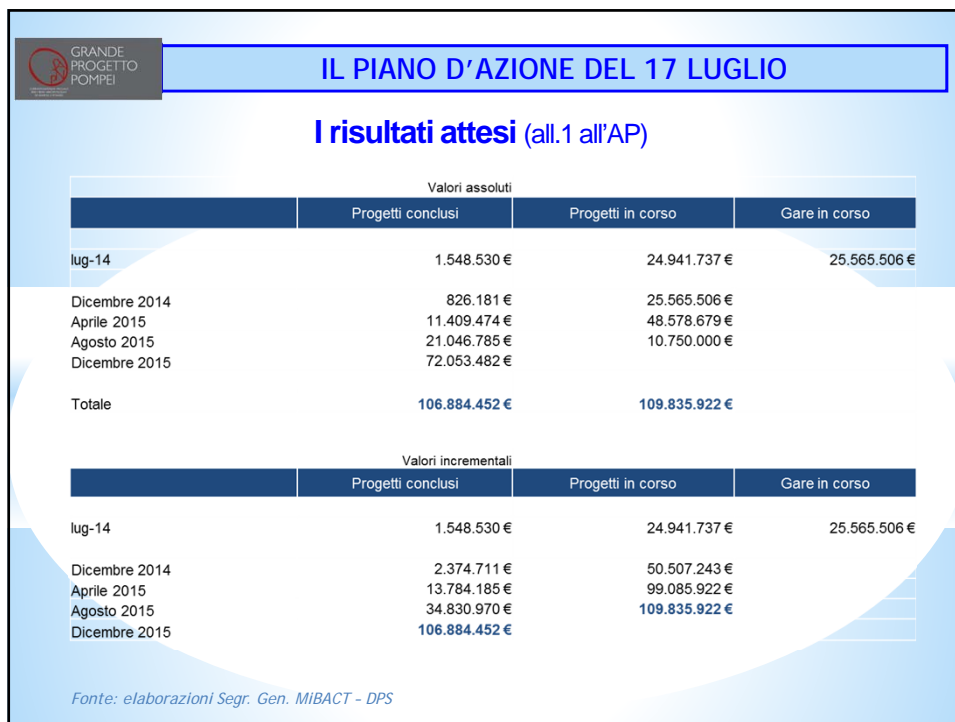 GRANDE
PROGETTO
POMPEI
IL PIANO D'AZIONE DEL 17 LUGLIO
I risultati attesi (all.1 all'AP)
Valori assoluti
Progetti conclusi Progetti in corso Gare in corso
lug-14 1.548.530 € 24.941.737 € 25.565.506 €
Dicembre 2014 826.181 € 25.565.506 €
Aprile 2015 11.409.474 € 48.578.679 €
Agosto 2015 21.046.785 € 10.750.000 €
Dicembre 2015 72.053.482 €
Totale 106.884.452 € 109.835.922 €
Valori incrementali
Progetti conclusi Progetti in corso Gare in corso
lug-14 1.548.530 € 24.941.737 € 25.565.506 €
Dicembre 2014 2.374.711 € 50.507.243 €
Aprile 2015 13.784.185 € 99.085.922 €
Agosto 2015 34.830.970 € 109.835.922 €
Dicembre 2015 106.884.452 €
Fonte: elaborazioni Segr. Gen. MiBACT - DPS